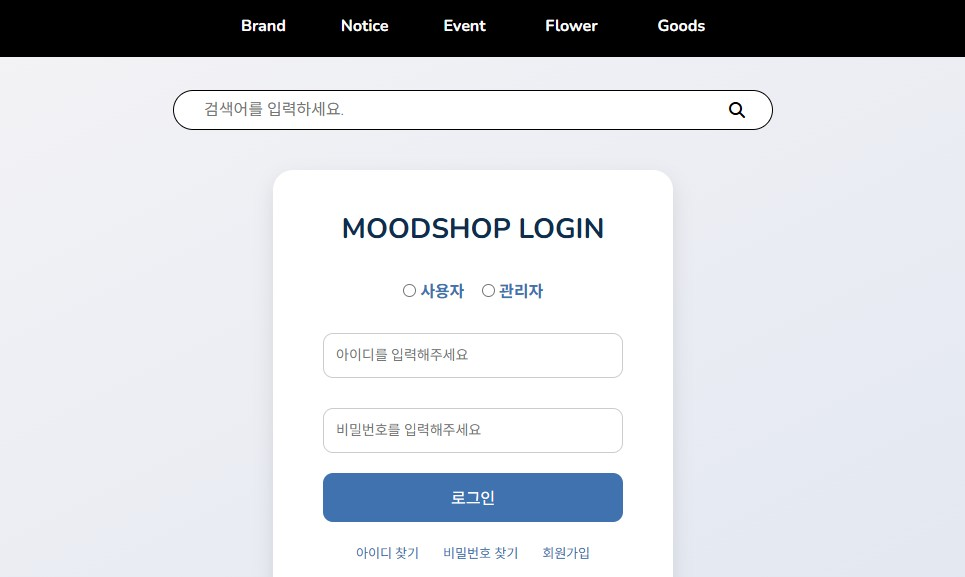 Brand Notice Event Flower Goods
검색어를 입력하세요.
MOODSHOP LOGIN
사용자 관리자
아이디를 입력해주세요
비밀번호를 입력해주세요
로그인
아이디 찾기 비밀번호 찾기 회원가입